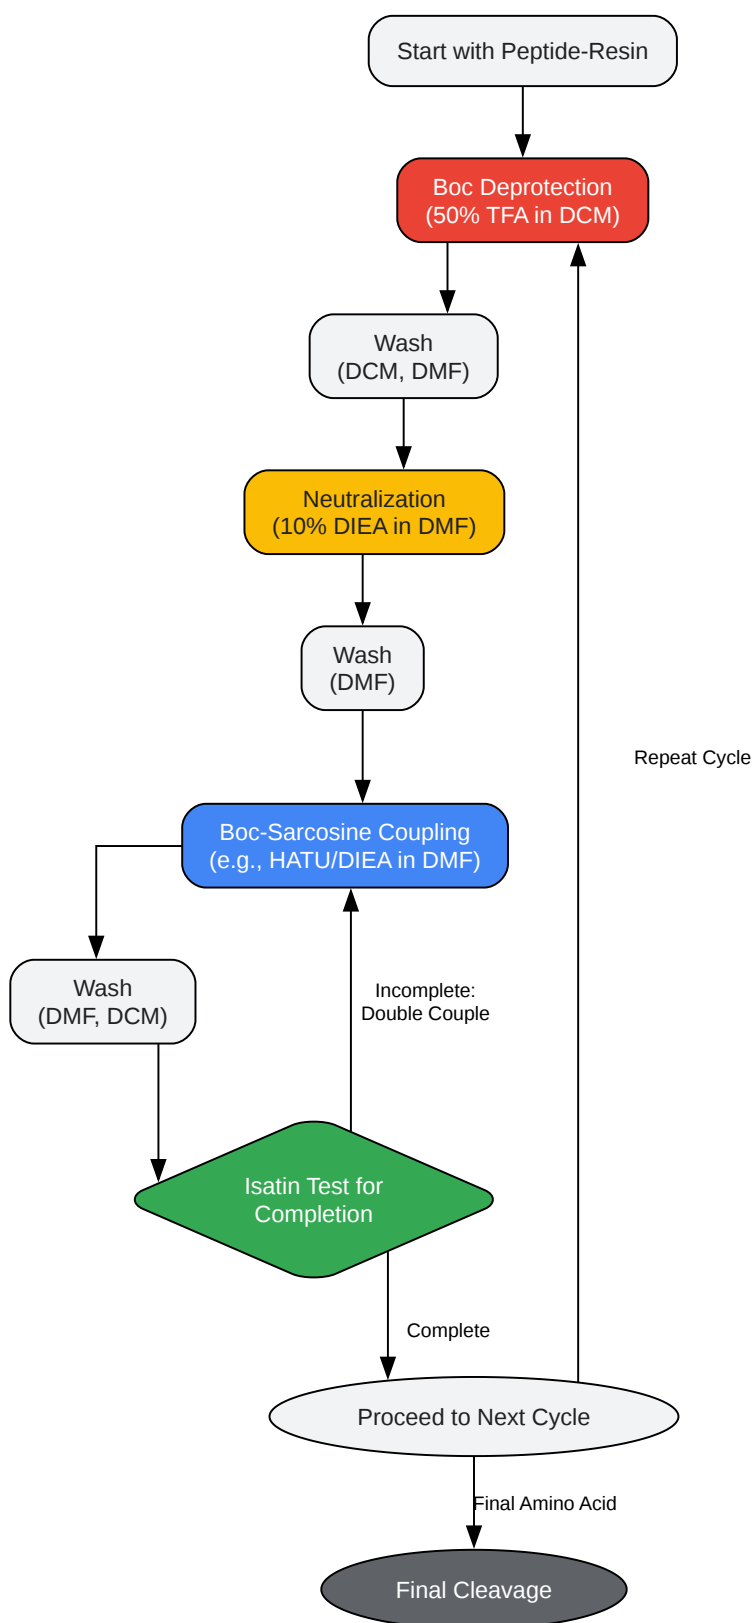 Start with Peptide-Resin
Boc Deprotection
(50% TFA in DCM)
Wash
(DCM, DMF)
Neutralization
(10% DIEA in DMF)
Wash
(DMF)
Repeat Cycle
Boc-Sarcosine Coupling
(e.g., HATU/DIEA in DMF)
Wash
(DMF, DCM)
Incomplete:
Double Couple
Isatin Test for
Completion
Complete
Proceed to Next Cycle
Final Amino Acid
Final Cleavage